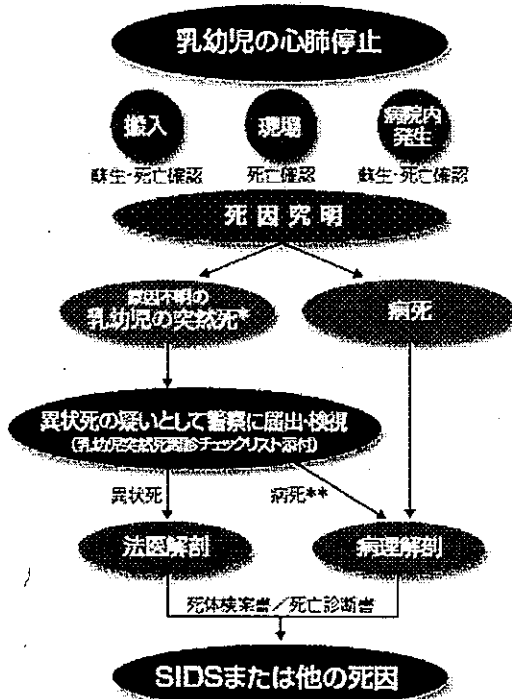 乳幼児の心肺停止
搬入
現場
病院内
発生
蘇生・死亡確認
死亡確認
蘇生・死亡確認
死因究明
原因不明の
乳幼児の突然死*
病死
異状死の疑いとして警察に届出・検視
(乳幼児突然死問診チェックリスト添付)
異状死
病死**
法医解剖
病理解剖
死体検案書/死亡診断書
SIDSまたは他の死因